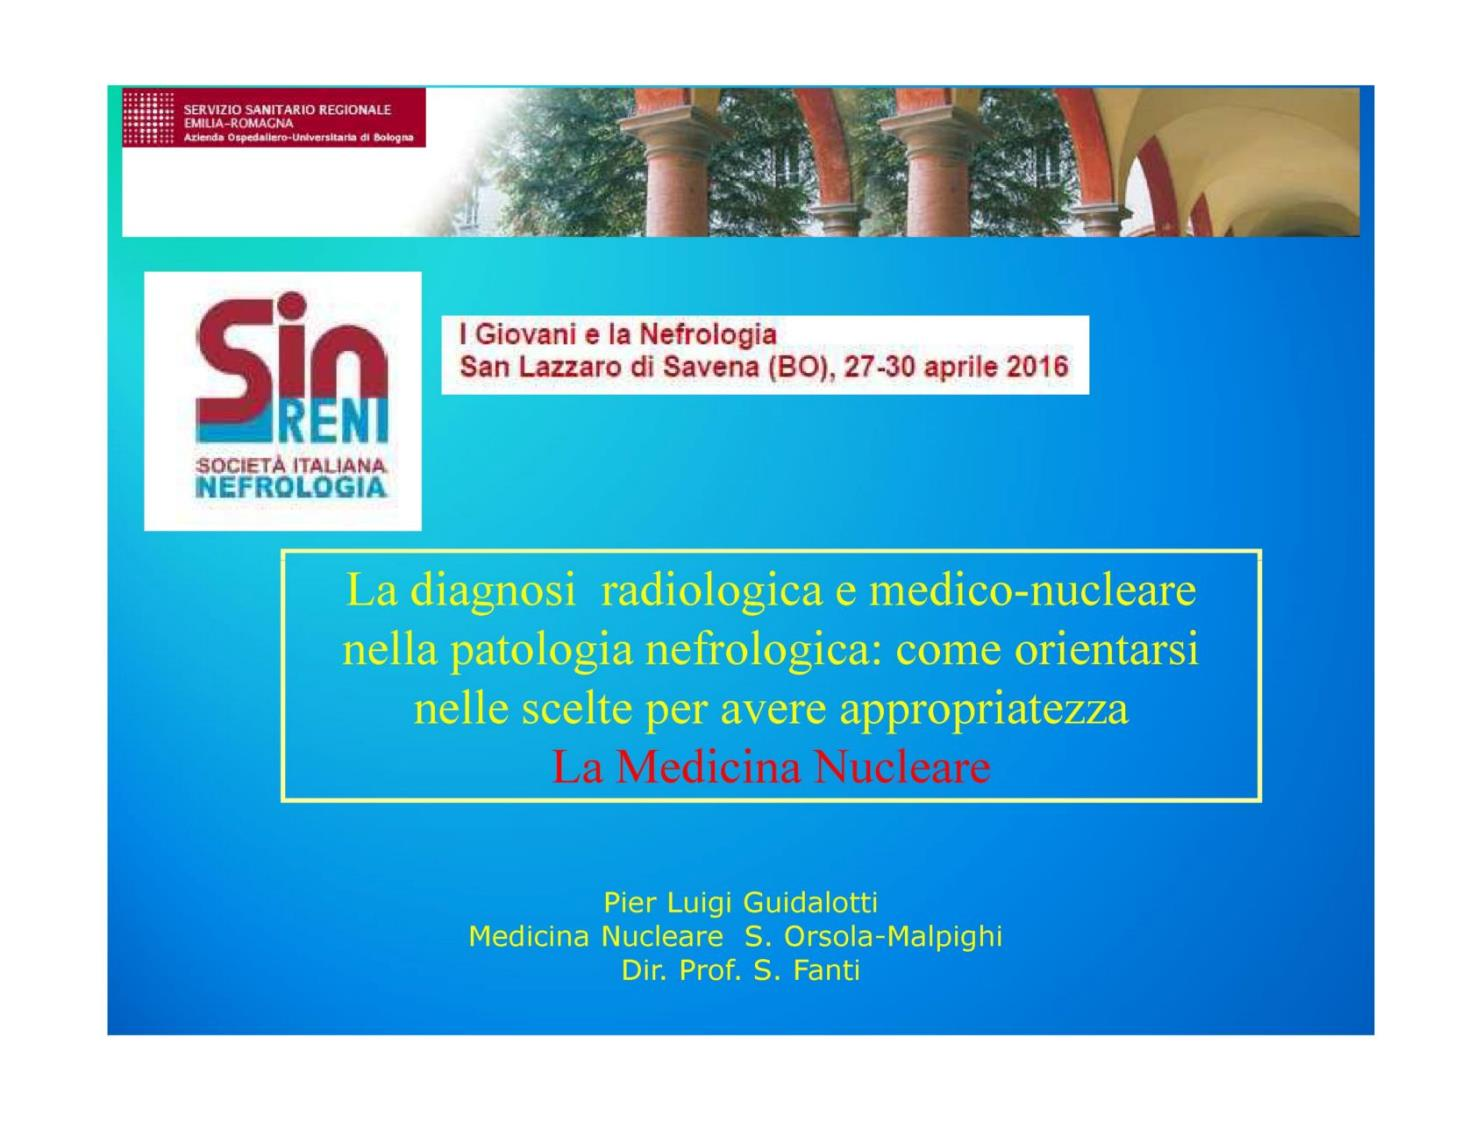 SERVIZIO SANITARIO REGIONALE
EMILIA-ROMAGNA
Azienda Ospedaliero-Universitaria di Bologna
Sin
RENI
SOCIETÀ ITALIANA
NEFROLOGIA
I Giovani e la Nefrologia
San Lazzaro di Savena (BO), 27-30 aprile 2016
La diagnosi radiologica e medico-nucleare
nella patologia nefrologica: come orientarsi
nelle scelte per avere appropriatezza
La Medicina Nucleare
Pier Luigi Guidalotti
Medicina Nucleare S. Orsola-Malpighi
Dir. Prof. S. Fanti